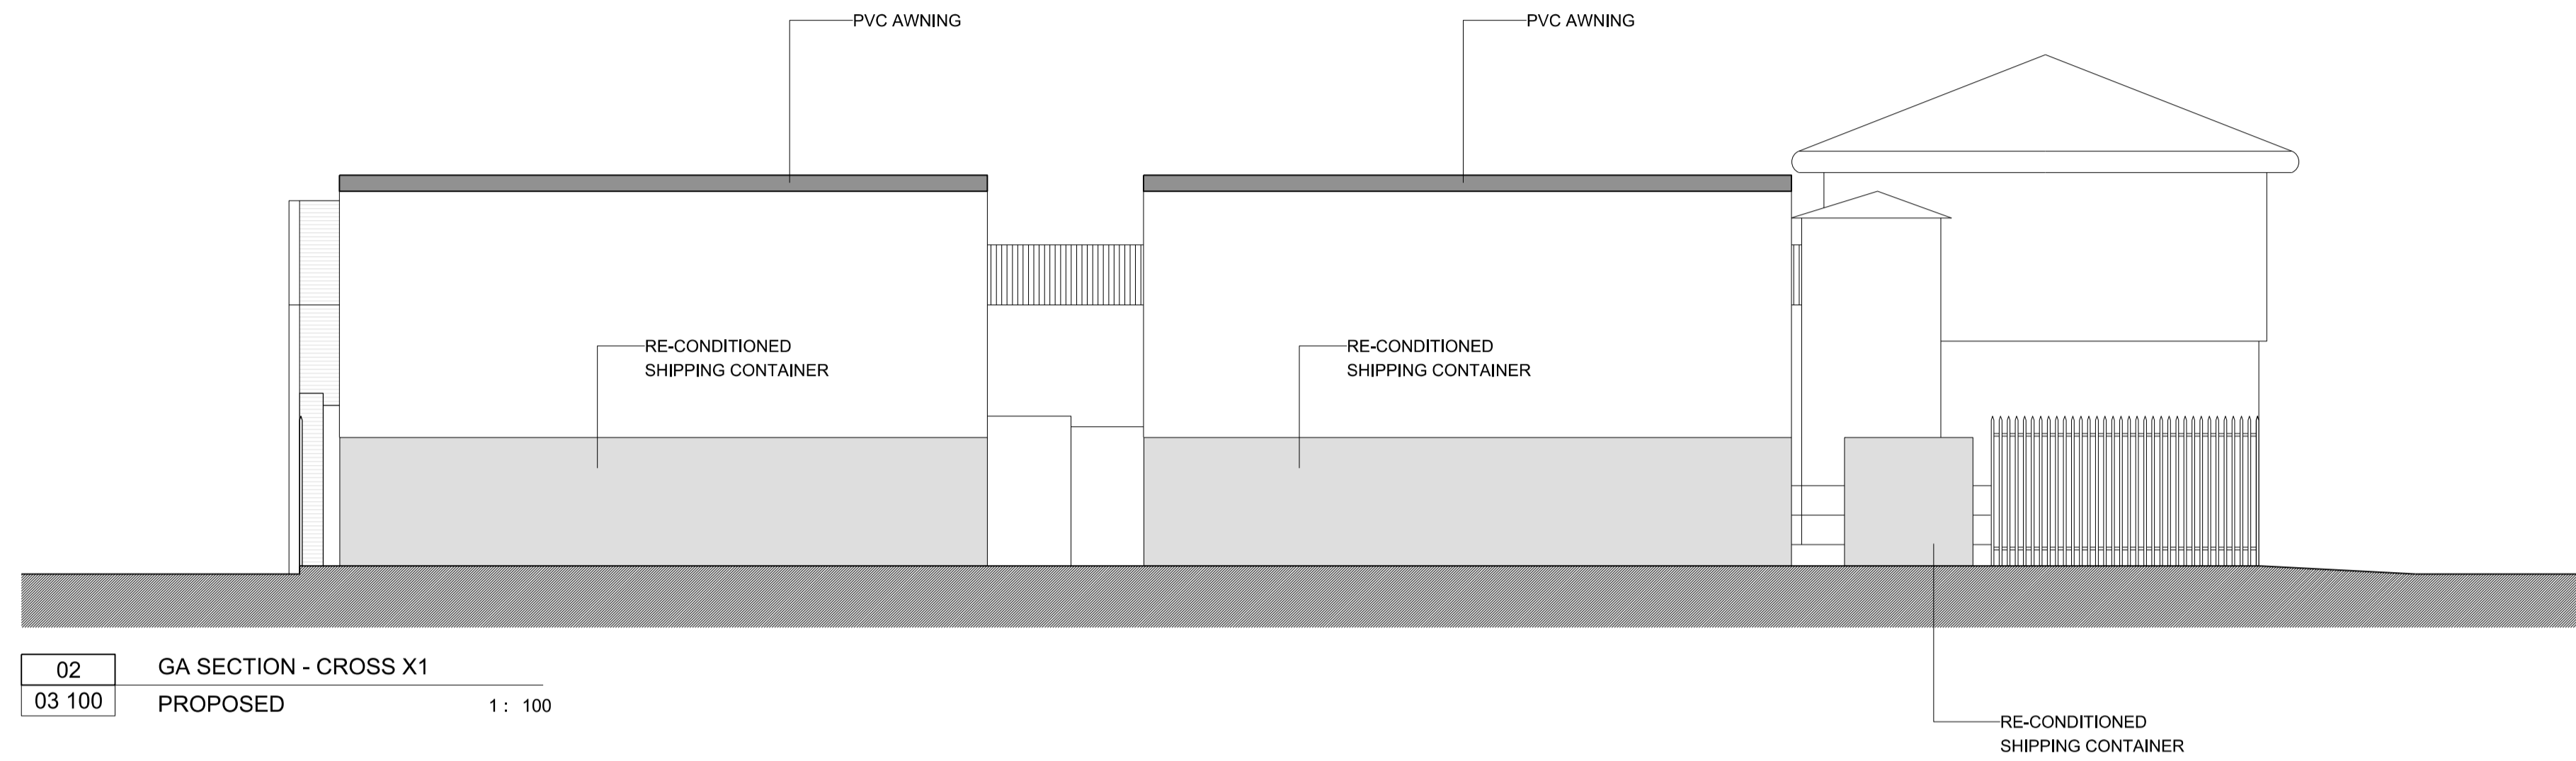 PVC AWNING
PVC AWNING
RE-CONDITIONED
SHIPPING CONTAINER
RE-CONDITIONED
SHIPPING CONTAINER
02
GA SECTION - CROSS X1
03 100
PROPOSED
1 : 100
RE-CONDITIONED
SHIPPING CONTAINER